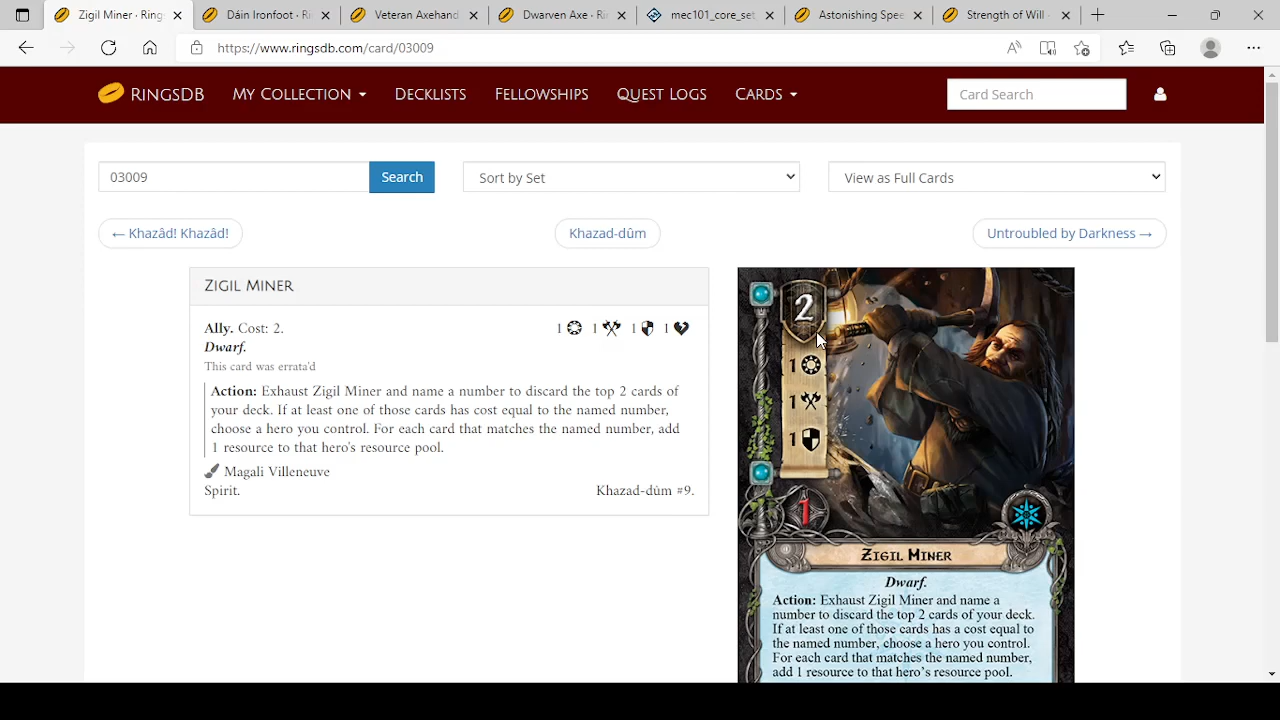 Zigil Miner · Rings
Dáin Ironfoot · Ri
Veteran Axehand
Dwarven Axe · Ri
mec101_core_set
Astonishing Spee
Strength of Will ·
https://www.ringsdb.com/card/03009
RINGSDB
MY COLLECTION
DECKLISTS
FELLOWSHIPS
QUEST LOGS
CARDS
Card Search
03009
Search
Sort by Set
View as Full Cards
← Khazâd! Khazâd!
Khazad-dûm
Untroubled by Darkness →
ZIGIL MINER
Ally. Cost: 2.
1 1 1 1
Dwarf.
This card was errata'd
Action: Exhaust Zigil Miner and name a number to discard the top 2 cards of
your deck. If at least one of those cards has cost equal to the named number,
choose a hero you control. For each card that matches the named number, add
1 resource to that hero's resource pool.
Magali Villeneuve
Spirit.
Khazad-dûm #9.
2
1
1
1
1
ZIGIL MINER
Dwarf.
Action: Exhaust Zigil Miner and name a
number to discard the top 2 cards of your deck.
If at least one of those cards has a cost equal to
the named number, choose a hero you control.
For each card that matches the named number,
add 1 resource to that hero's resource pool.